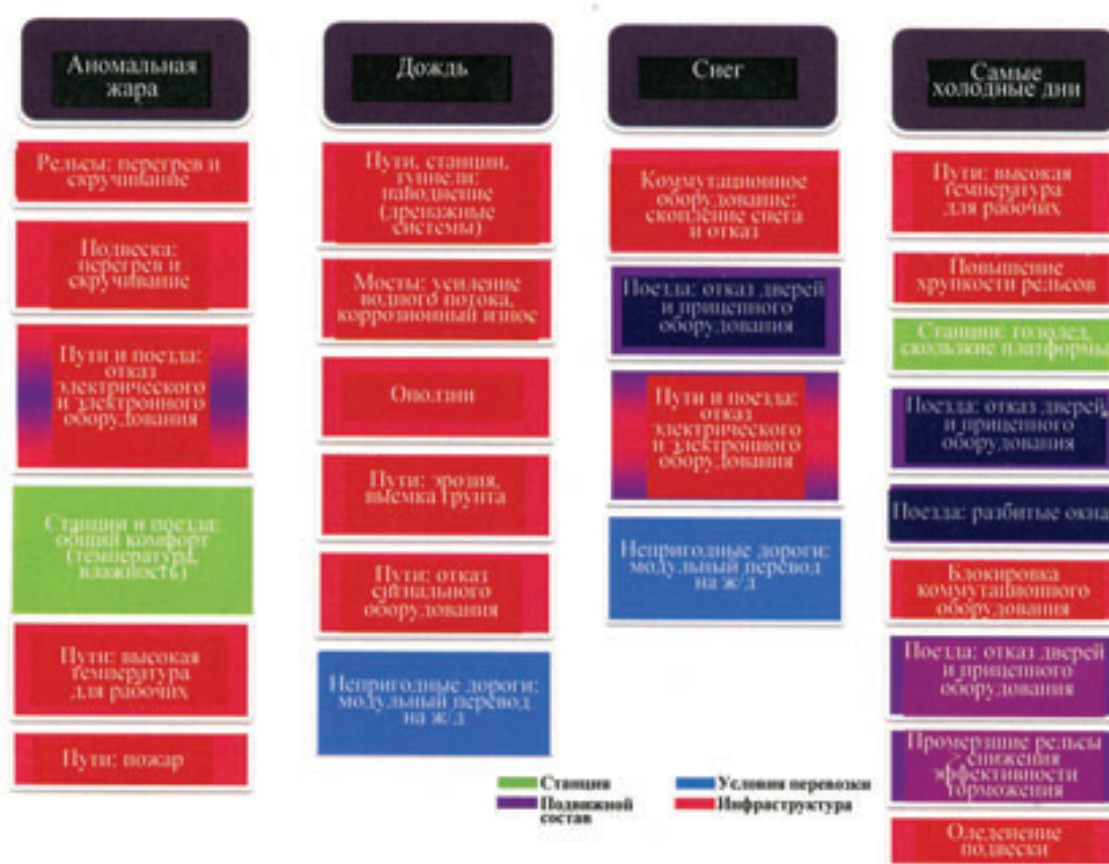 Аномальная
жара
Рельсы: перегрев и
скручивание
Подвеска:
перегрев и
скручивание
Пути и поезда:
отказ
электрического
и электронного
оборудования
Станции и поезда:
общий комфорт
(температура,
влажность)
Пути: высокая
температура
для рабочих
Пути: пожар
Дождь
Пути, станции,
туннели:
наводнение
(дренажные
системы)
Мосты: усиление
водного потока,
коррозионный износ
Оползни
Пути: эрозия,
выемка грунта
Пути: отказ
сигнального
оборудования
Непригодные дороги:
модульный перевод
на ж/д
Снег
Коммутационное
оборудование:
скопление снега
и отказ
Поезда: отказ дверей
и прицепного
оборудования
Пути и поезда:
отказ
электрического
и электронного
оборудования
Непригодные дороги:
модульный перевод
на ж/д
Самые
холодные дни
Пути: высокая
температура
для рабочих
Повышение
хрупкости рельсов
Станции: гололед,
скользкие платформы
Поезда: отказ дверей,
и прицепного
оборудования
Поезда: разбитые окна
Блокировка
коммутационного
оборудования
Поезда: отказ дверей
и прицепного
оборудования
Промерзшие рельсы
> снижения
эффективности
торможения
Оледенение
подвески
Станция
Подвижной
состав
Условия перевозки
Инфраструктура